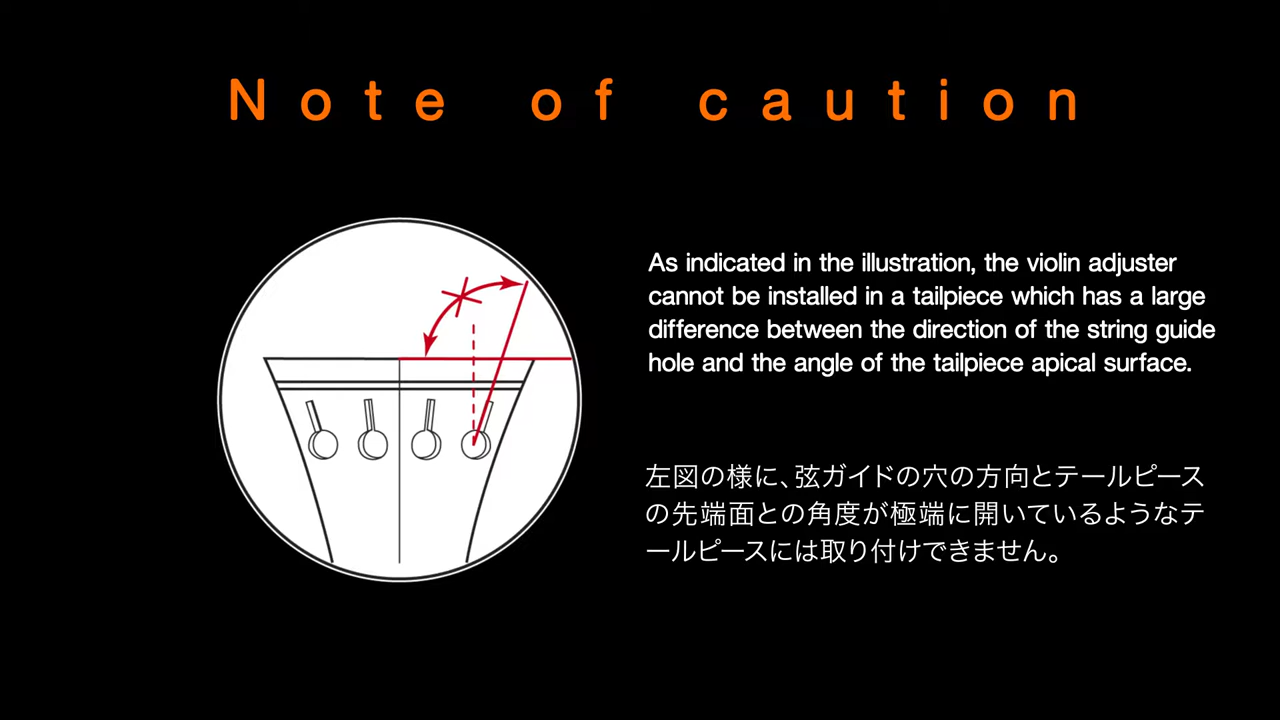 Note of caution
As indicated in the illustration, the violin adjuster
cannot be installed in a tailpiece which has a large
difference between the direction of the string guide
hole and the angle of the tailpiece apical surface.
左図の様に、弦ガイドの穴の方向とテールピース
の先端面との角度が極端に開いているようなテ
ールピースには取り付けできません。